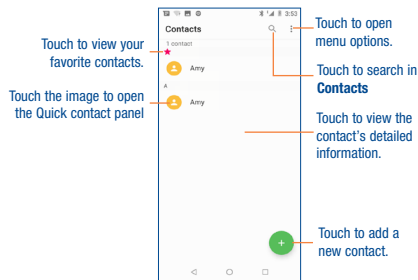 3:53
Contacts
1 contact
Amy
A
Amy
Touch to view your
favorite contacts.
Touch the image to open
the Quick contact panel
Touch to open
menu options.
Touch to search in
Contacts
Touch to view the
contact's detailed
information.
Touch to add a
new contact.